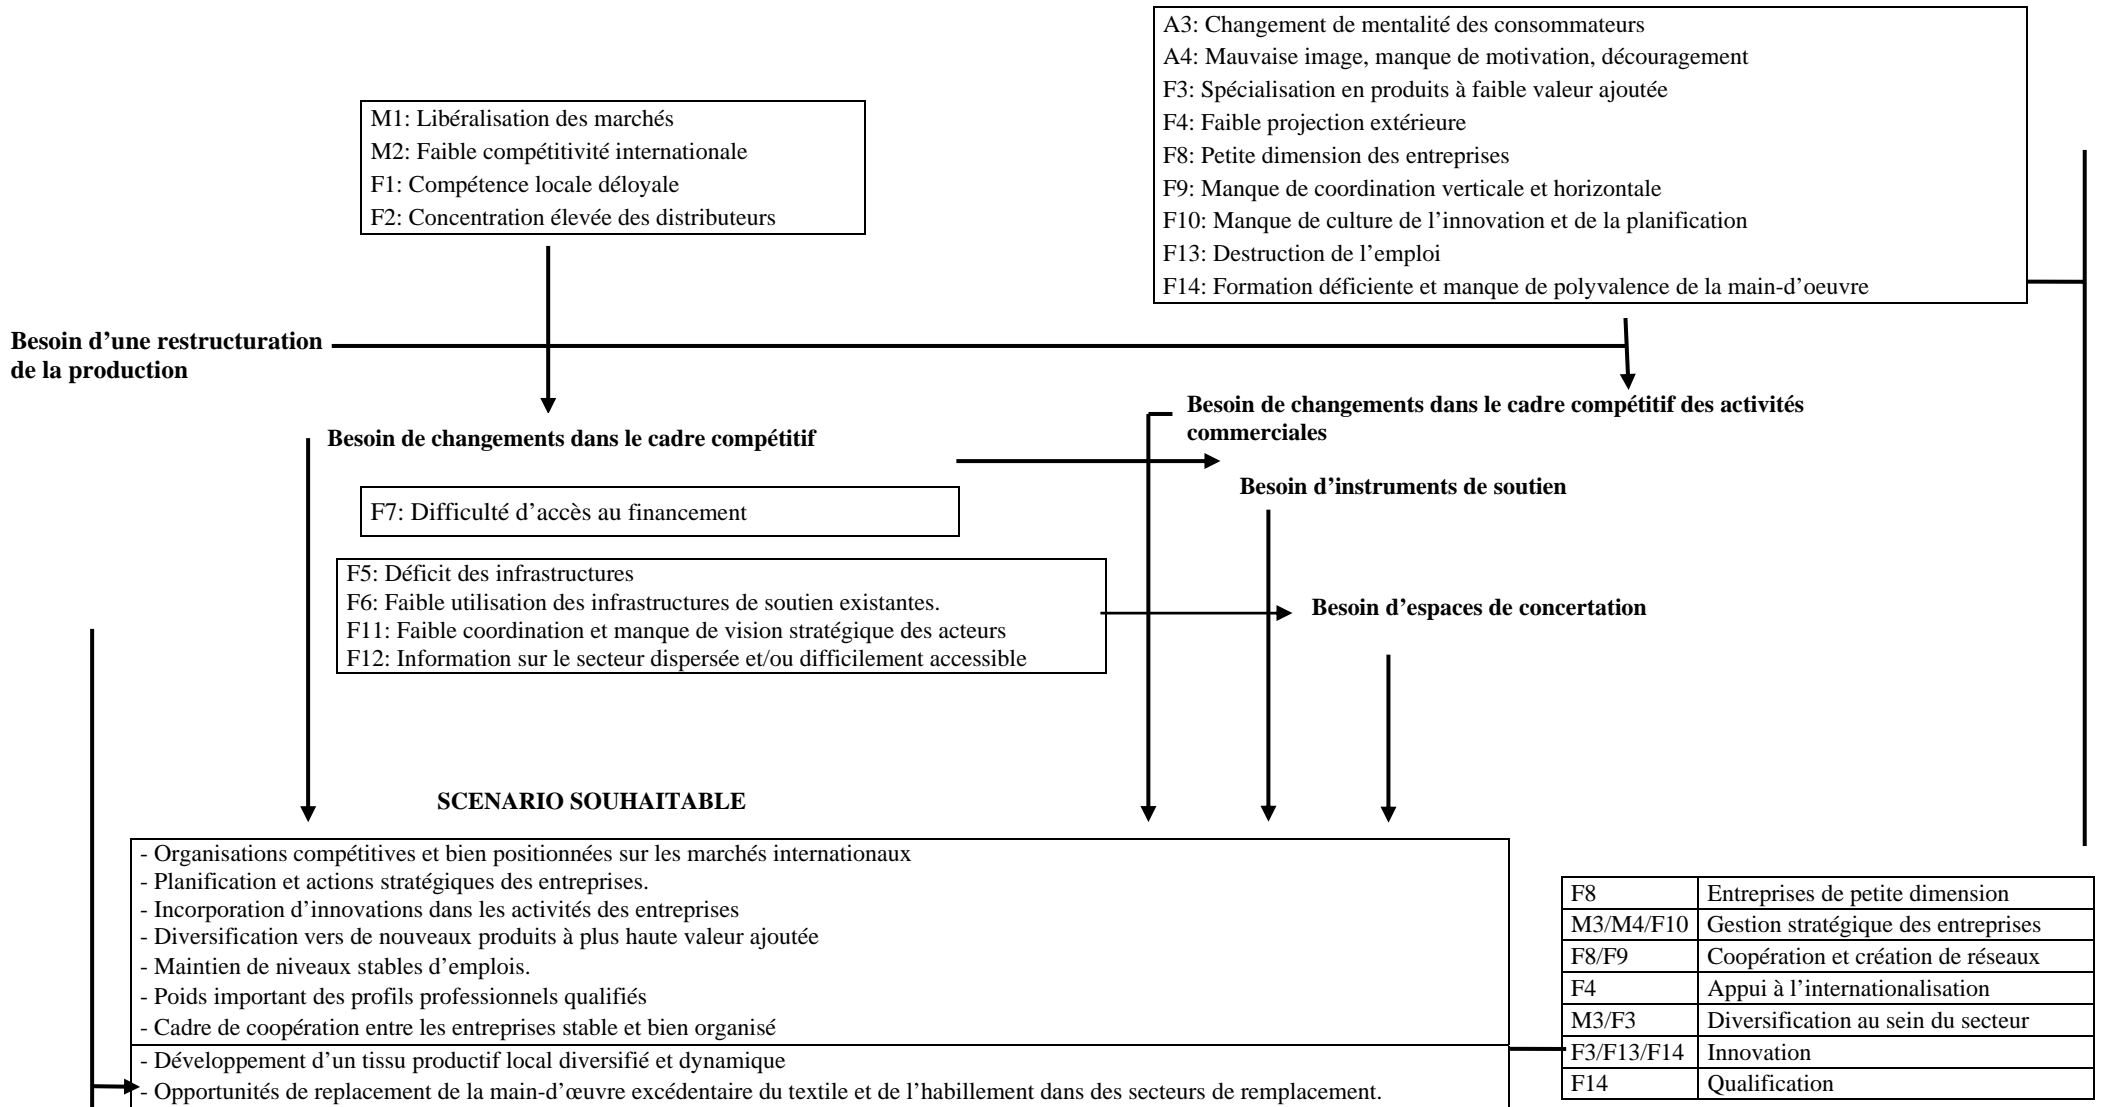 A3: Changement de mentalité des consommateurs
A4: Mauvaise image, manque de motivation, découragement
F3: Spécialisation en produits à faible valeur ajoutée
F4: Faible projection extérieure
F8: Petite dimension des entreprises
F9: Manque de coordination verticale et horizontale
F10: Manque de culture de l’innovation et de la planification
F13: Destruction de l’emploi
F14: Formation déficiente et manque de polyvalence de la main-d’oeuvre
M1: Libéralisation des marchés
M2: Faible compétitivité internationale
F1: Compétence locale déloyale
F2: Concentration élevée des distributeurs
Besoin d’une restructuration
de la production
Besoin de changements dans le cadre compétitif des activités
commerciales
Besoin de changements dans le cadre compétitif
Besoin d’instruments de soutien
F7: Difficulté d’accès au financement
F5: Déficit des infrastructures
F6: Faible utilisation des infrastructures de soutien existantes.
F11: Faible coordination et manque de vision stratégique des acteurs
F12: Information sur le secteur dispersée et/ou difficilement accessible
Besoin d’espaces de concertation
SCENARIO SOUHAITABLE
- Organisations compétitives et bien positionnées sur les marchés internationaux
- Planification et actions stratégiques des entreprises.
- Incorporation d’innovations dans les activités des entreprises
- Diversification vers de nouveaux produits à plus haute valeur ajoutée
- Maintien de niveaux stables d’emplois.
- Poids important des profils professionnels qualifiés
- Cadre de coopération entre les entreprises stable et bien organisé
- Développement d’un tissu productif local diversifié et dynamique
- Opportunités de replacement de la main-d’œuvre excédentaire du textile et de l’habillement dans des secteurs de remplacement.
F8 Entreprises de petite dimension
M3/M4/F10 Gestion stratégique des entreprises
F8/F9 Coopération et création de réseaux
F4 Appui à l’internationalisation
M3/F3 Diversification au sein du secteur
F3/F13/F14 Innovation
F14 Qualification